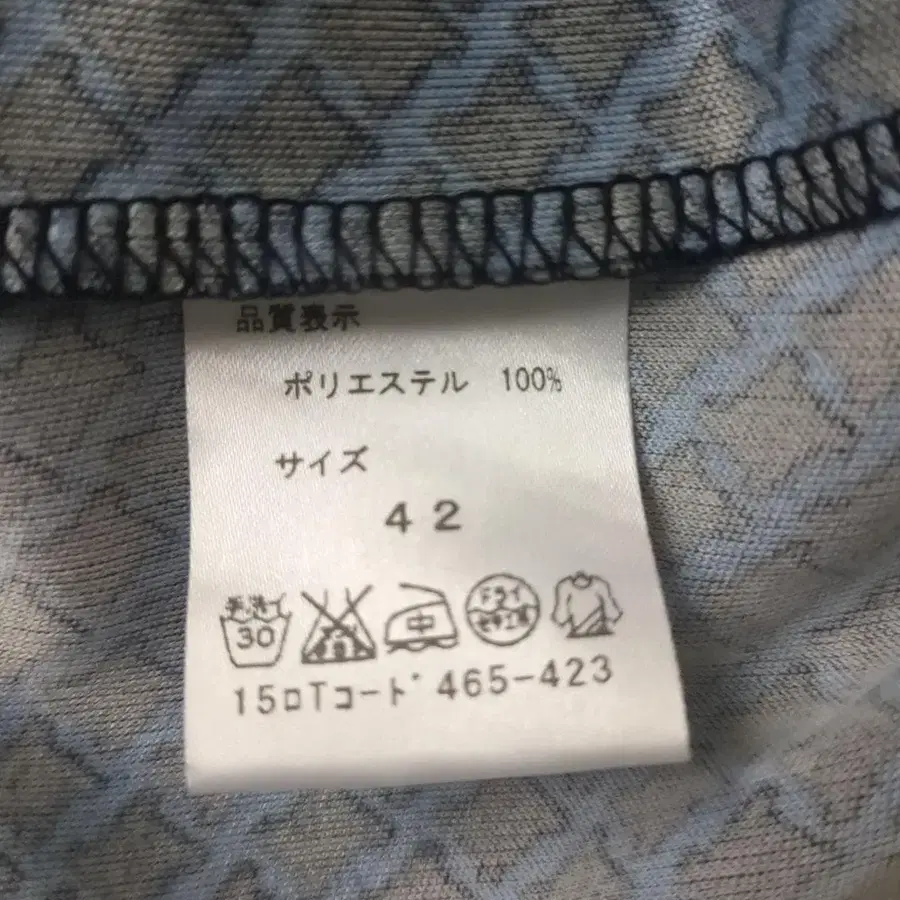 品質表示
ポリエステル 100%
サイズ
42
手洗イ 30 中 ドライ セキユ系
15ロTコード 465-423